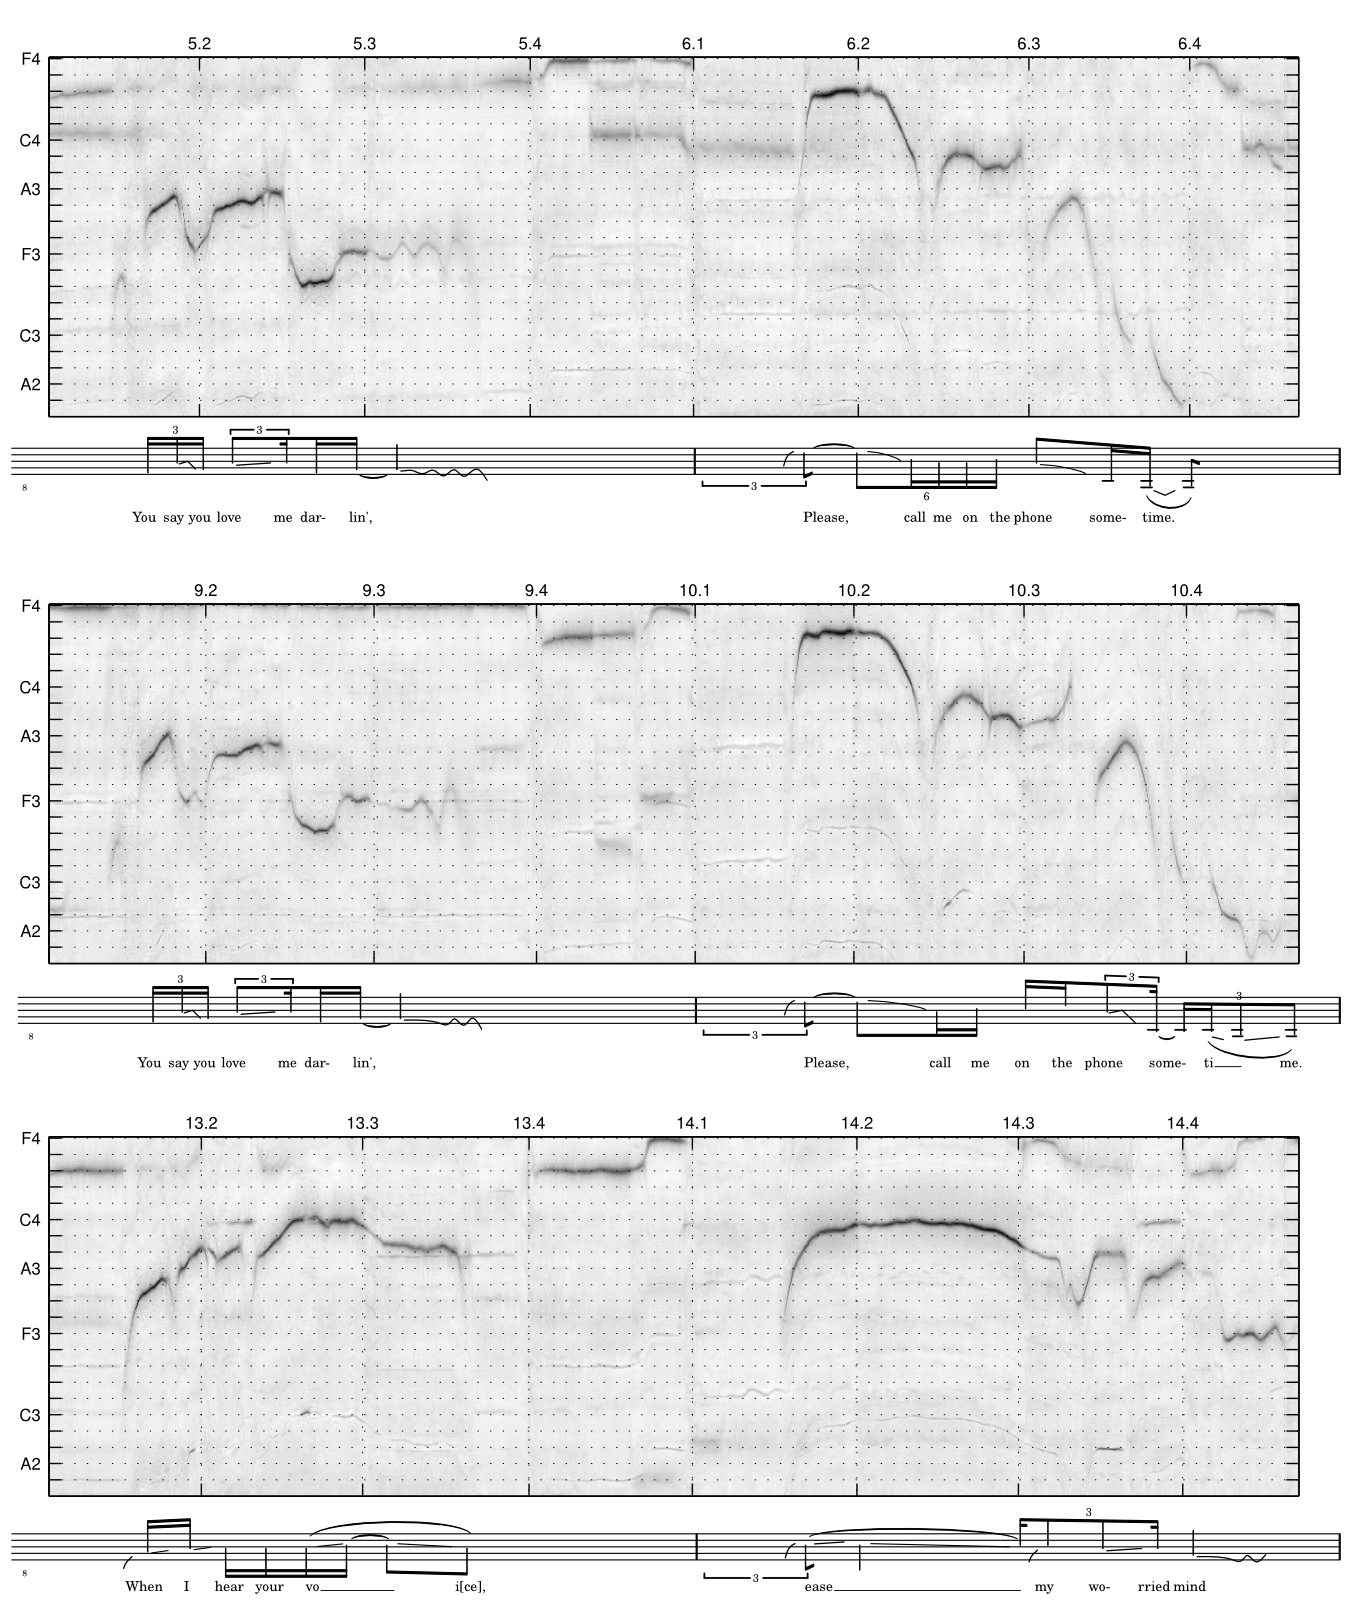 5.2 5.3 5.4 6.1 6.2 6.3 6.4
F4
C4
A3
F3
C3
A2
3 3
3 6
8
You say you love me dar- lin', Please, call me on the phone some- time.
9.2 9.3 9.4 10.1 10.2 10.3 10.4
F4
C4
A3
F3
C3
A2
3 3 3 3
3
8
You say you love me dar- lin', Please, call me on the phone some- ti me.
13.2 13.3 13.4 14.1 14.2 14.3 14.4
F4
C4
A3
F3
C3
A2
3
3
8
When I hear your vo i[ce], ease my wo- rried mind